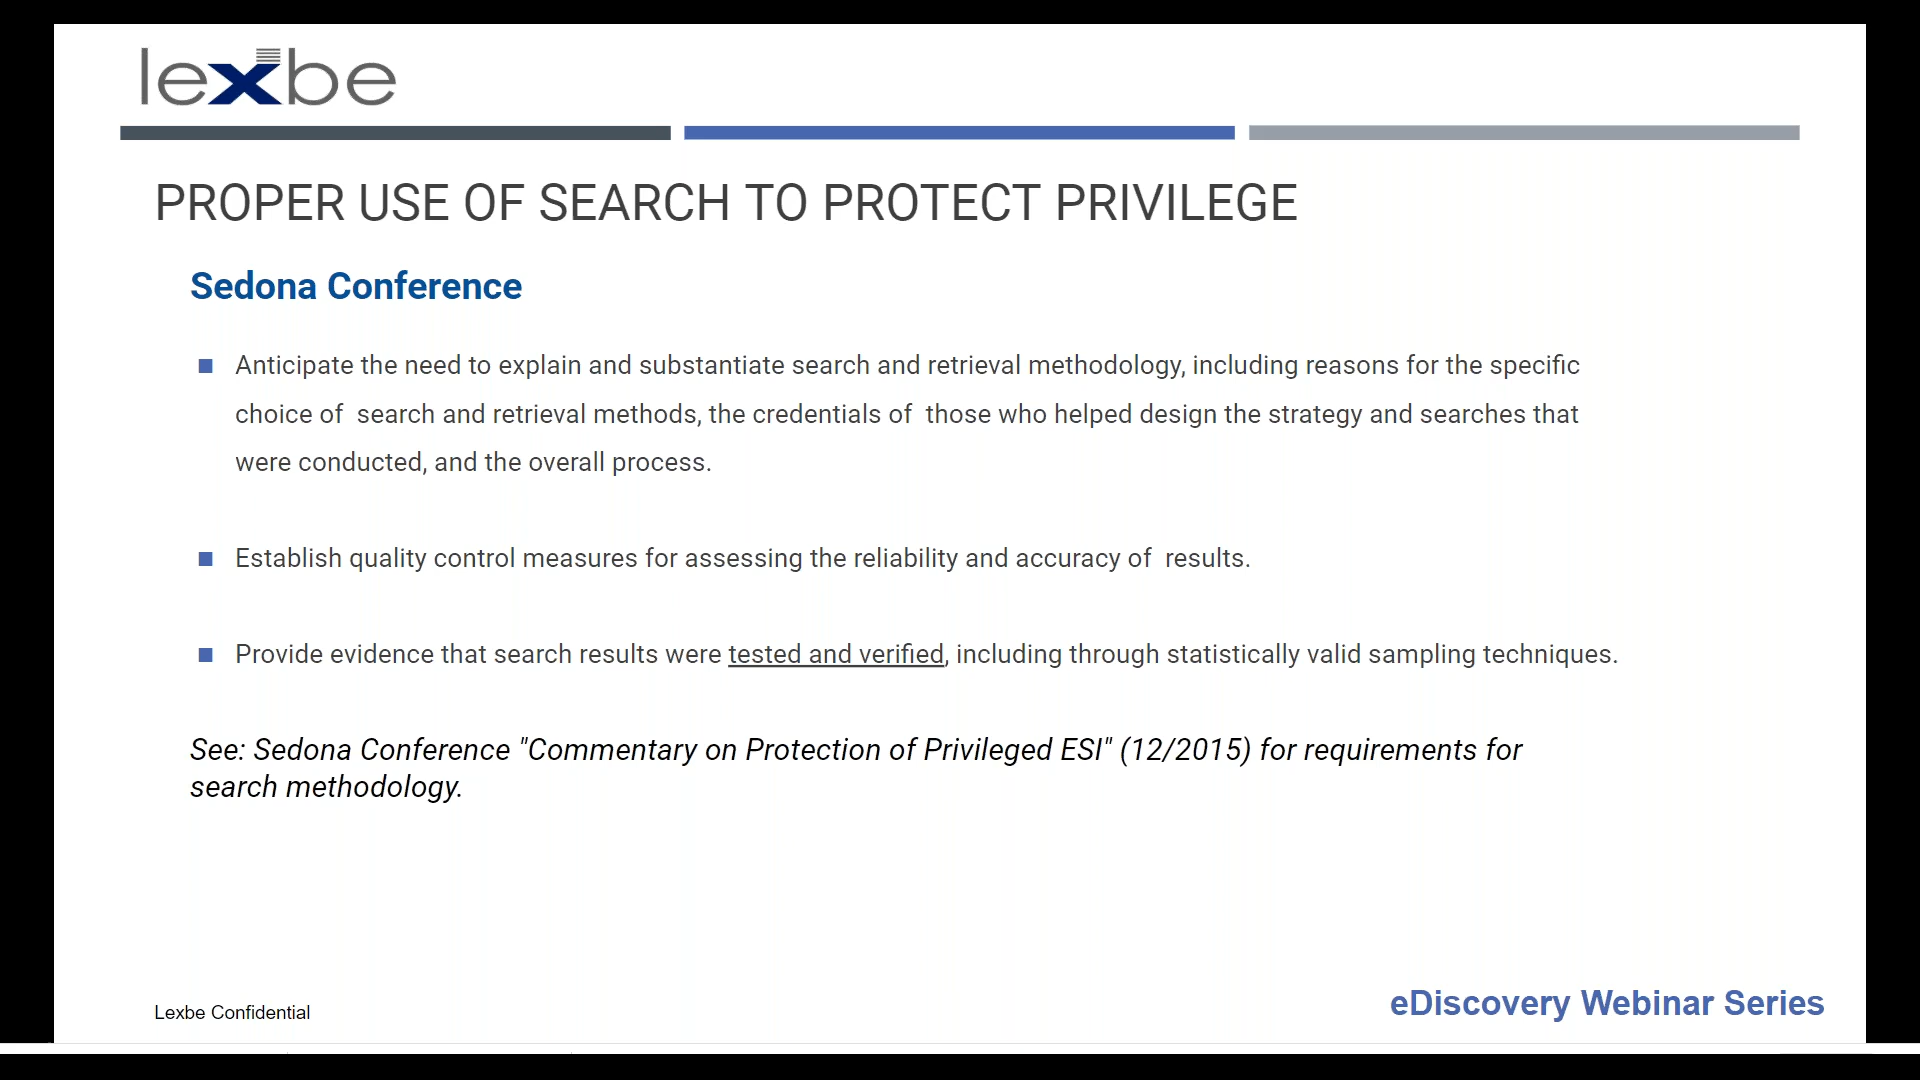 lexbe
PROPER USE OF SEARCH TO PROTECT PRIVILEGE
Sedona Conference
Anticipate the need to explain and substantiate search and retrieval methodology, including reasons for the specific
choice of search and retrieval methods, the credentials of those who helped design the strategy and searches that
were conducted, and the overall process.
Establish quality control measures for assessing the reliability and accuracy of results.
Provide evidence that search results were tested and verified, including through statistically valid sampling techniques.
See: Sedona Conference "Commentary on Protection of Privileged ESI" (12/2015) for requirements for
search methodology.
Lexbe Confidential
eDiscovery Webinar Series